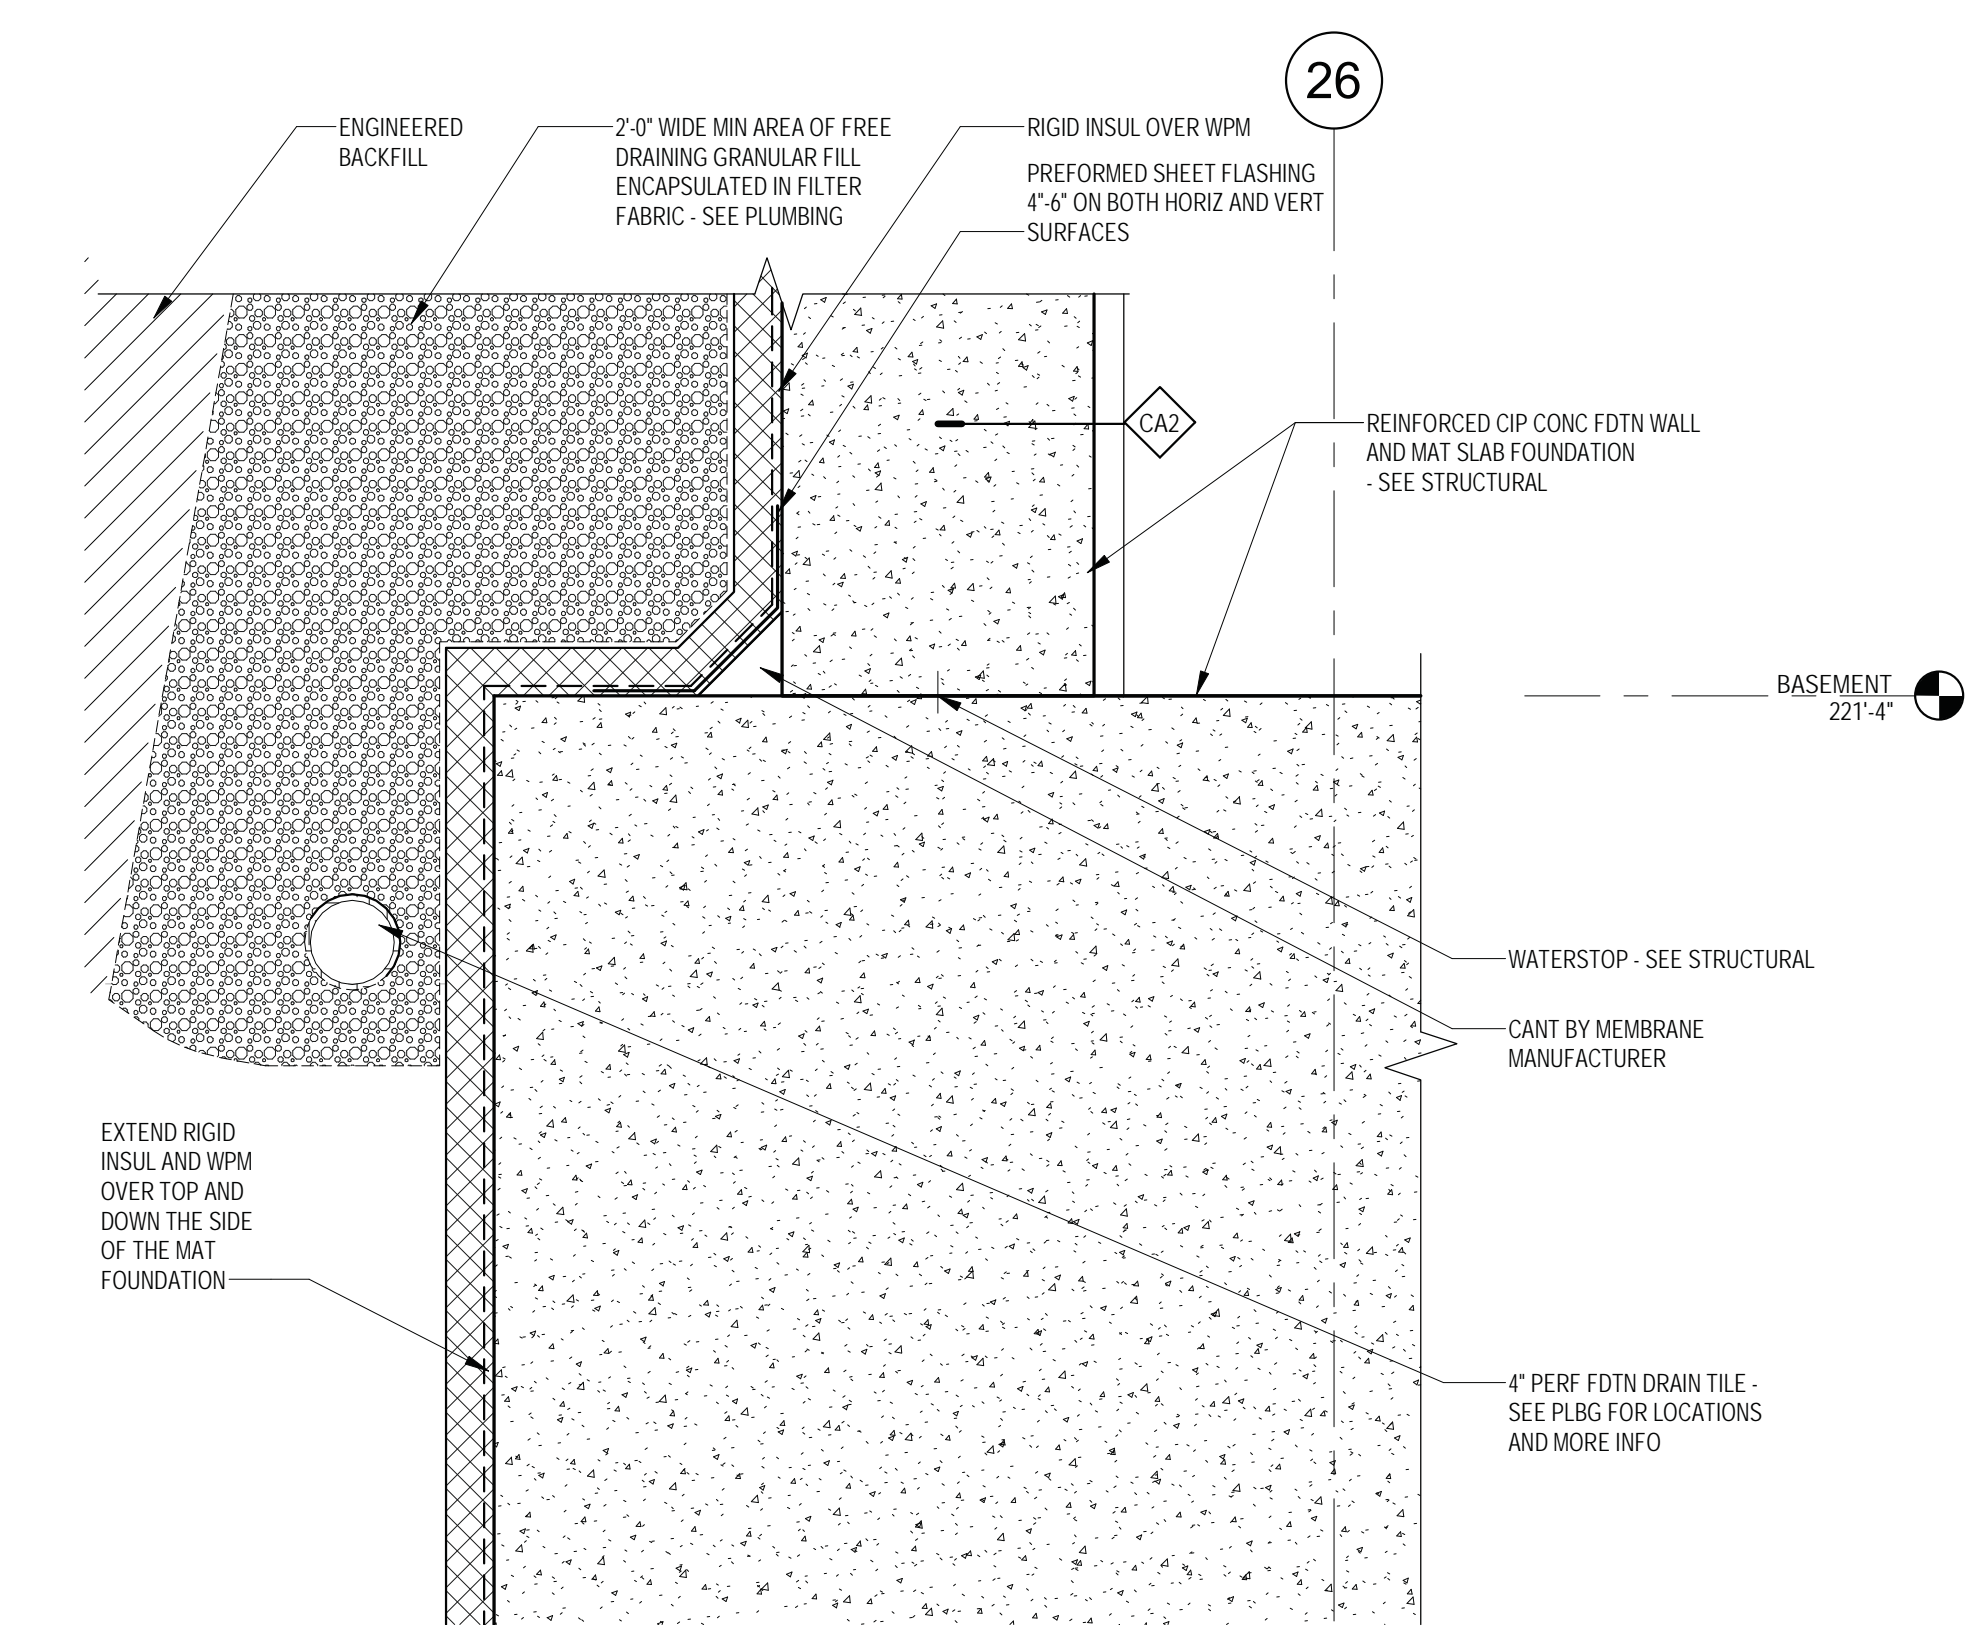 26
ENGINEERED
BACKFILL
2'-0" WIDE MIN AREA OF FREE
DRAINING GRANULAR FILL
ENCAPSULATED IN FILTER
FABRIC - SEE PLUMBING
RIGID INSUL OVER WPM
PREFORMED SHEET FLASHING
4"-6" ON BOTH HORIZ AND VERT
SURFACES
CA2
REINFORCED CIP CONC FDTN WALL
AND MAT SLAB FOUNDATION
- SEE STRUCTURAL
BASEMENT
221'-4"
WATERSTOP - SEE STRUCTURAL
CANT BY MEMBRANE
MANUFACTURER
EXTEND RIGID
INSUL AND WPM
OVER TOP AND
DOWN THE SIDE
OF THE MAT
FOUNDATION
4" PERF FDTN DRAIN TILE -
SEE PLBG FOR LOCATIONS
AND MORE INFO